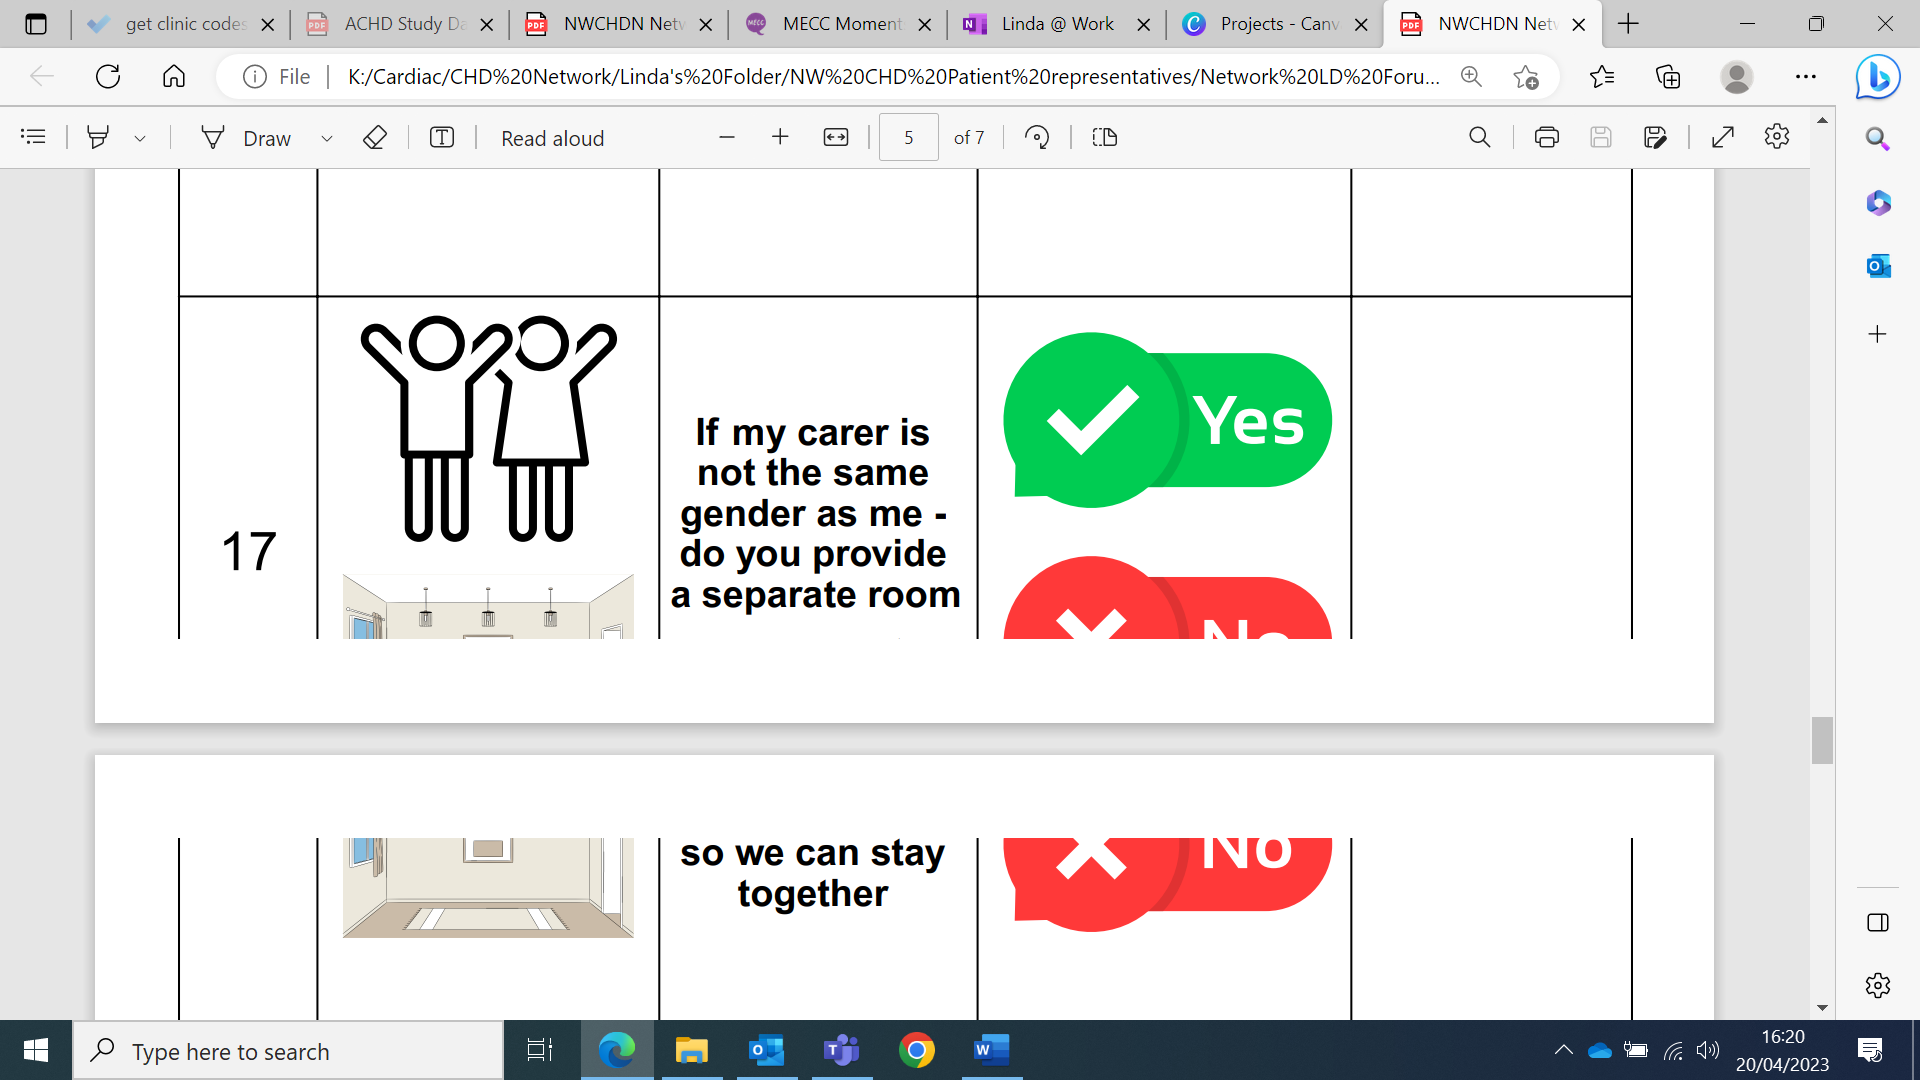 get clinic codes
ACHD Study Da
NWCHDN Netw
MECC Moment
Linda @ Work
Projects - Canv
NWCHDN Netw
File
K:/Cardiac/CHD%20Network/Linda's%20Folder/NW%20CHD%20Patient%20representatives/Network%20LD%20Foru...
Draw
Read aloud
5
of 7
17
If my carer is
not the same
gender as me -
do you provide
a separate room
Yes
No
so we can stay
together
No
Type here to search
16:20
20/04/2023